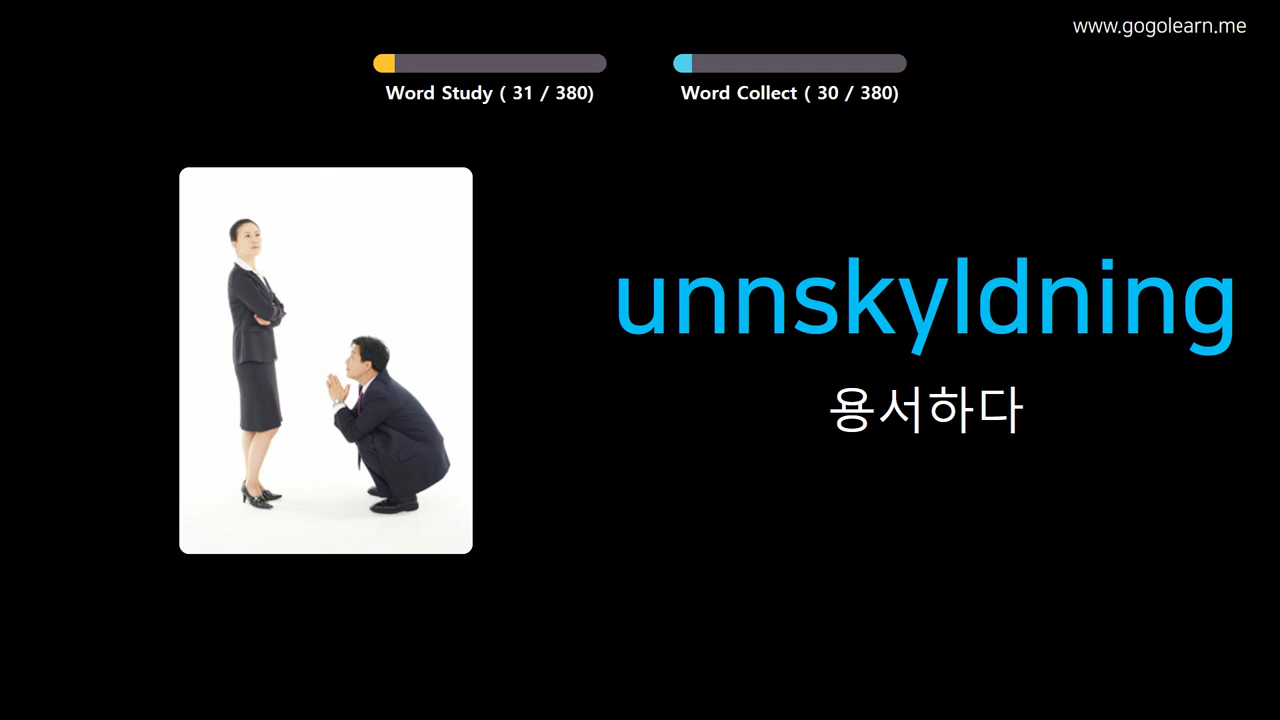 www.gogolearn.me
Word Study ( 31 / 380)
Word Collect ( 30 / 380)
unnskyldning
용서하다